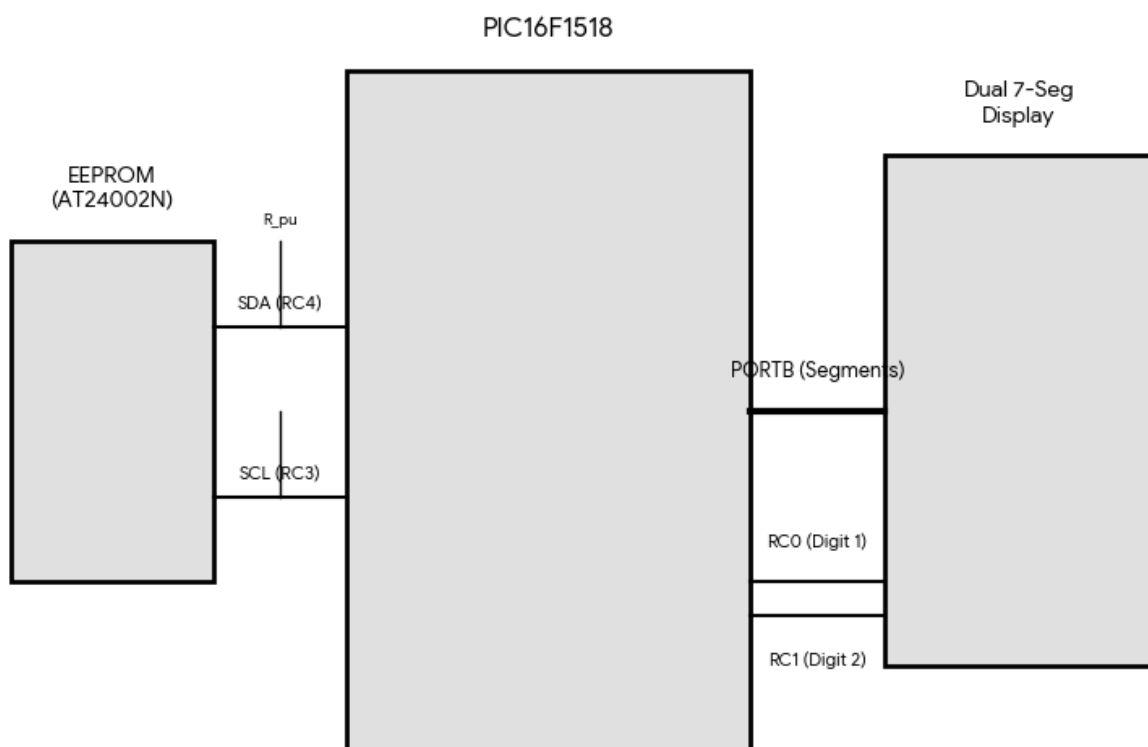 PIC16F1518
Dual 7-Seg
Display
EEPROM
(AT24002N)
R_pu
SDA (RC4)
PORTB (Segments)
SCL (RC3)
RC0 (Digit 1)
RC1 (Digit 2)